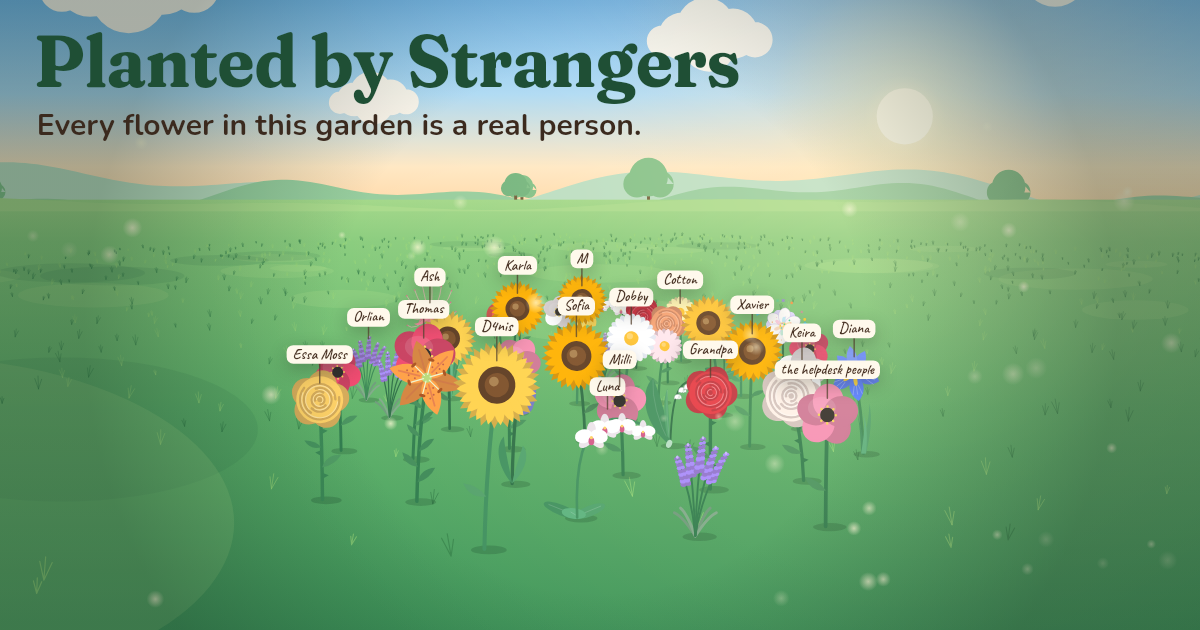 Planted by Strangers
Every flower in this garden is a real person.
M
Karla
Ash
Cotton
Dobby
Sofia
Xavier
Thomas
Orlian
D4nis
Diana
Keira
Grandpa
Essa Moss
Milli
the helpdesk people
Lund